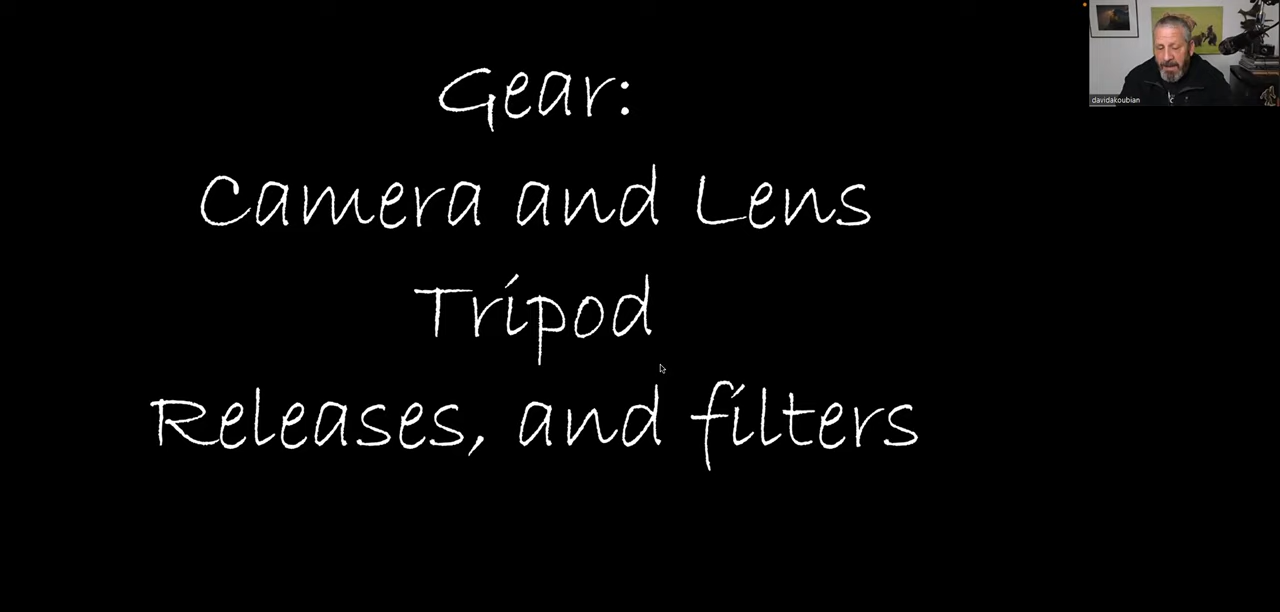 davidakoubian
Gear:
Camera and Lens
Tripod
Releases, and filters